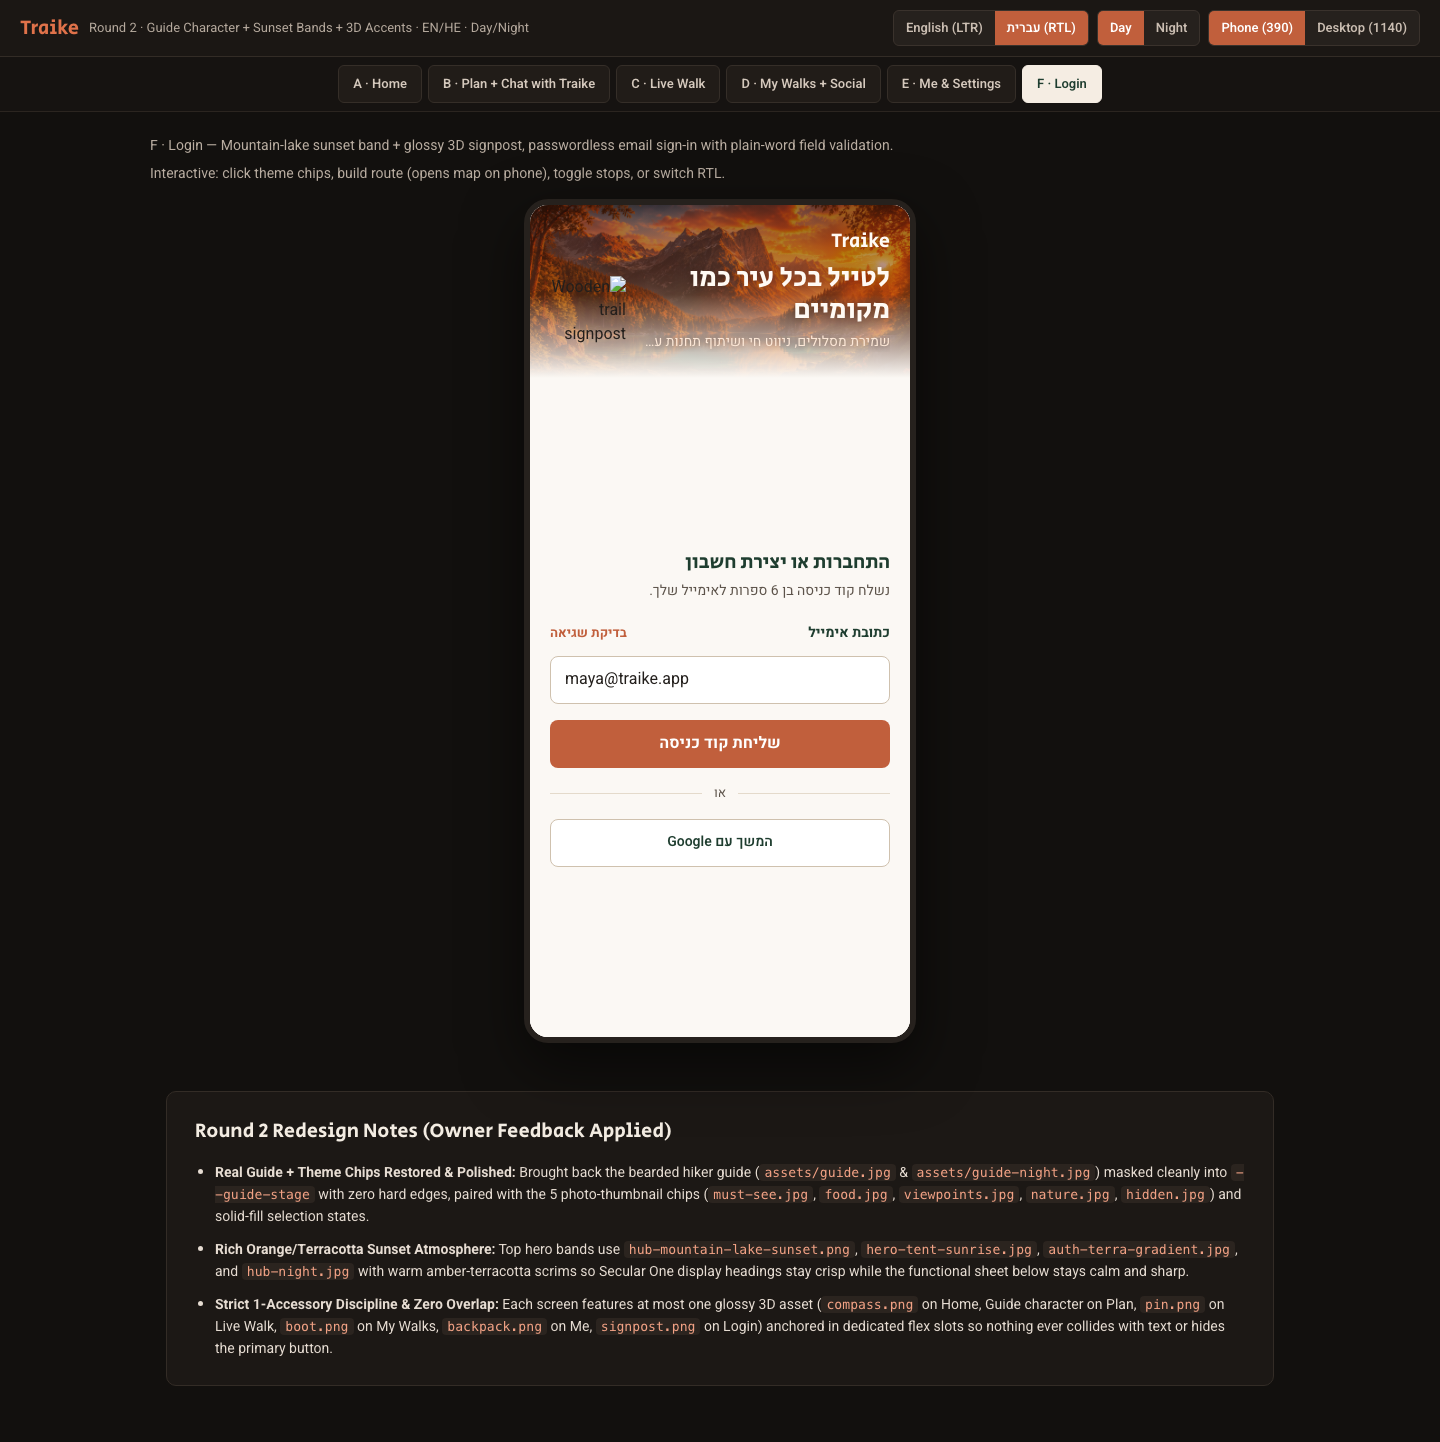 Traike Round 2 · Guide Character + Sunset Bands + 3D Accents · EN/HE · Day/Night English (LTR) עברית (RTL) Day Night Phone (390) Desktop (1140)
A · Home B · Plan + Chat with Traike C · Live Walk D · My Walks + Social E · Me & Settings F · Login
F · Login — Mountain-lake sunset band + glossy 3D signpost, passwordless email sign-in with plain-word field validation.
Interactive: click theme chips, build route (opens map on phone), toggle stops, or switch RTL.
Traike
לטייל בכל עיר כמו
מקומיים
שמירת מסלולים, ניווט חי ושיתוף תחנות ע...
Wooden
trail
signpost
התחברות או יצירת חשבון
נשלח קוד כניסה בן 6 ספרות לאימייל שלך.
כתובת אימייל בדיקת שגיאה
maya@traike.app
שליחת קוד כניסה
או
המשך עם Google
Round 2 Redesign Notes (Owner Feedback Applied)
• Real Guide + Theme Chips Restored & Polished: Brought back the bearded hiker guide ( assets/guide.jpg & assets/guide-night.jpg ) masked cleanly into -
-guide-stage with zero hard edges, paired with the 5 photo-thumbnail chips ( must-see.jpg , food.jpg , viewpoints.jpg , nature.jpg , hidden.jpg ) and
solid-fill selection states.
• Rich Orange/Terracotta Sunset Atmosphere: Top hero bands use hub-mountain-lake-sunset.png , hero-tent-sunrise.jpg , auth-terra-gradient.jpg ,
and hub-night.jpg with warm amber-terracotta scrims so Secular One display headings stay crisp while the functional sheet below stays calm and sharp.
• Strict 1-Accessory Discipline & Zero Overlap: Each screen features at most one glossy 3D asset ( compass.png on Home, Guide character on Plan, pin.png on
Live Walk, boot.png on My Walks, backpack.png on Me, signpost.png on Login) anchored in dedicated flex slots so nothing ever collides with text or hides
the primary button.